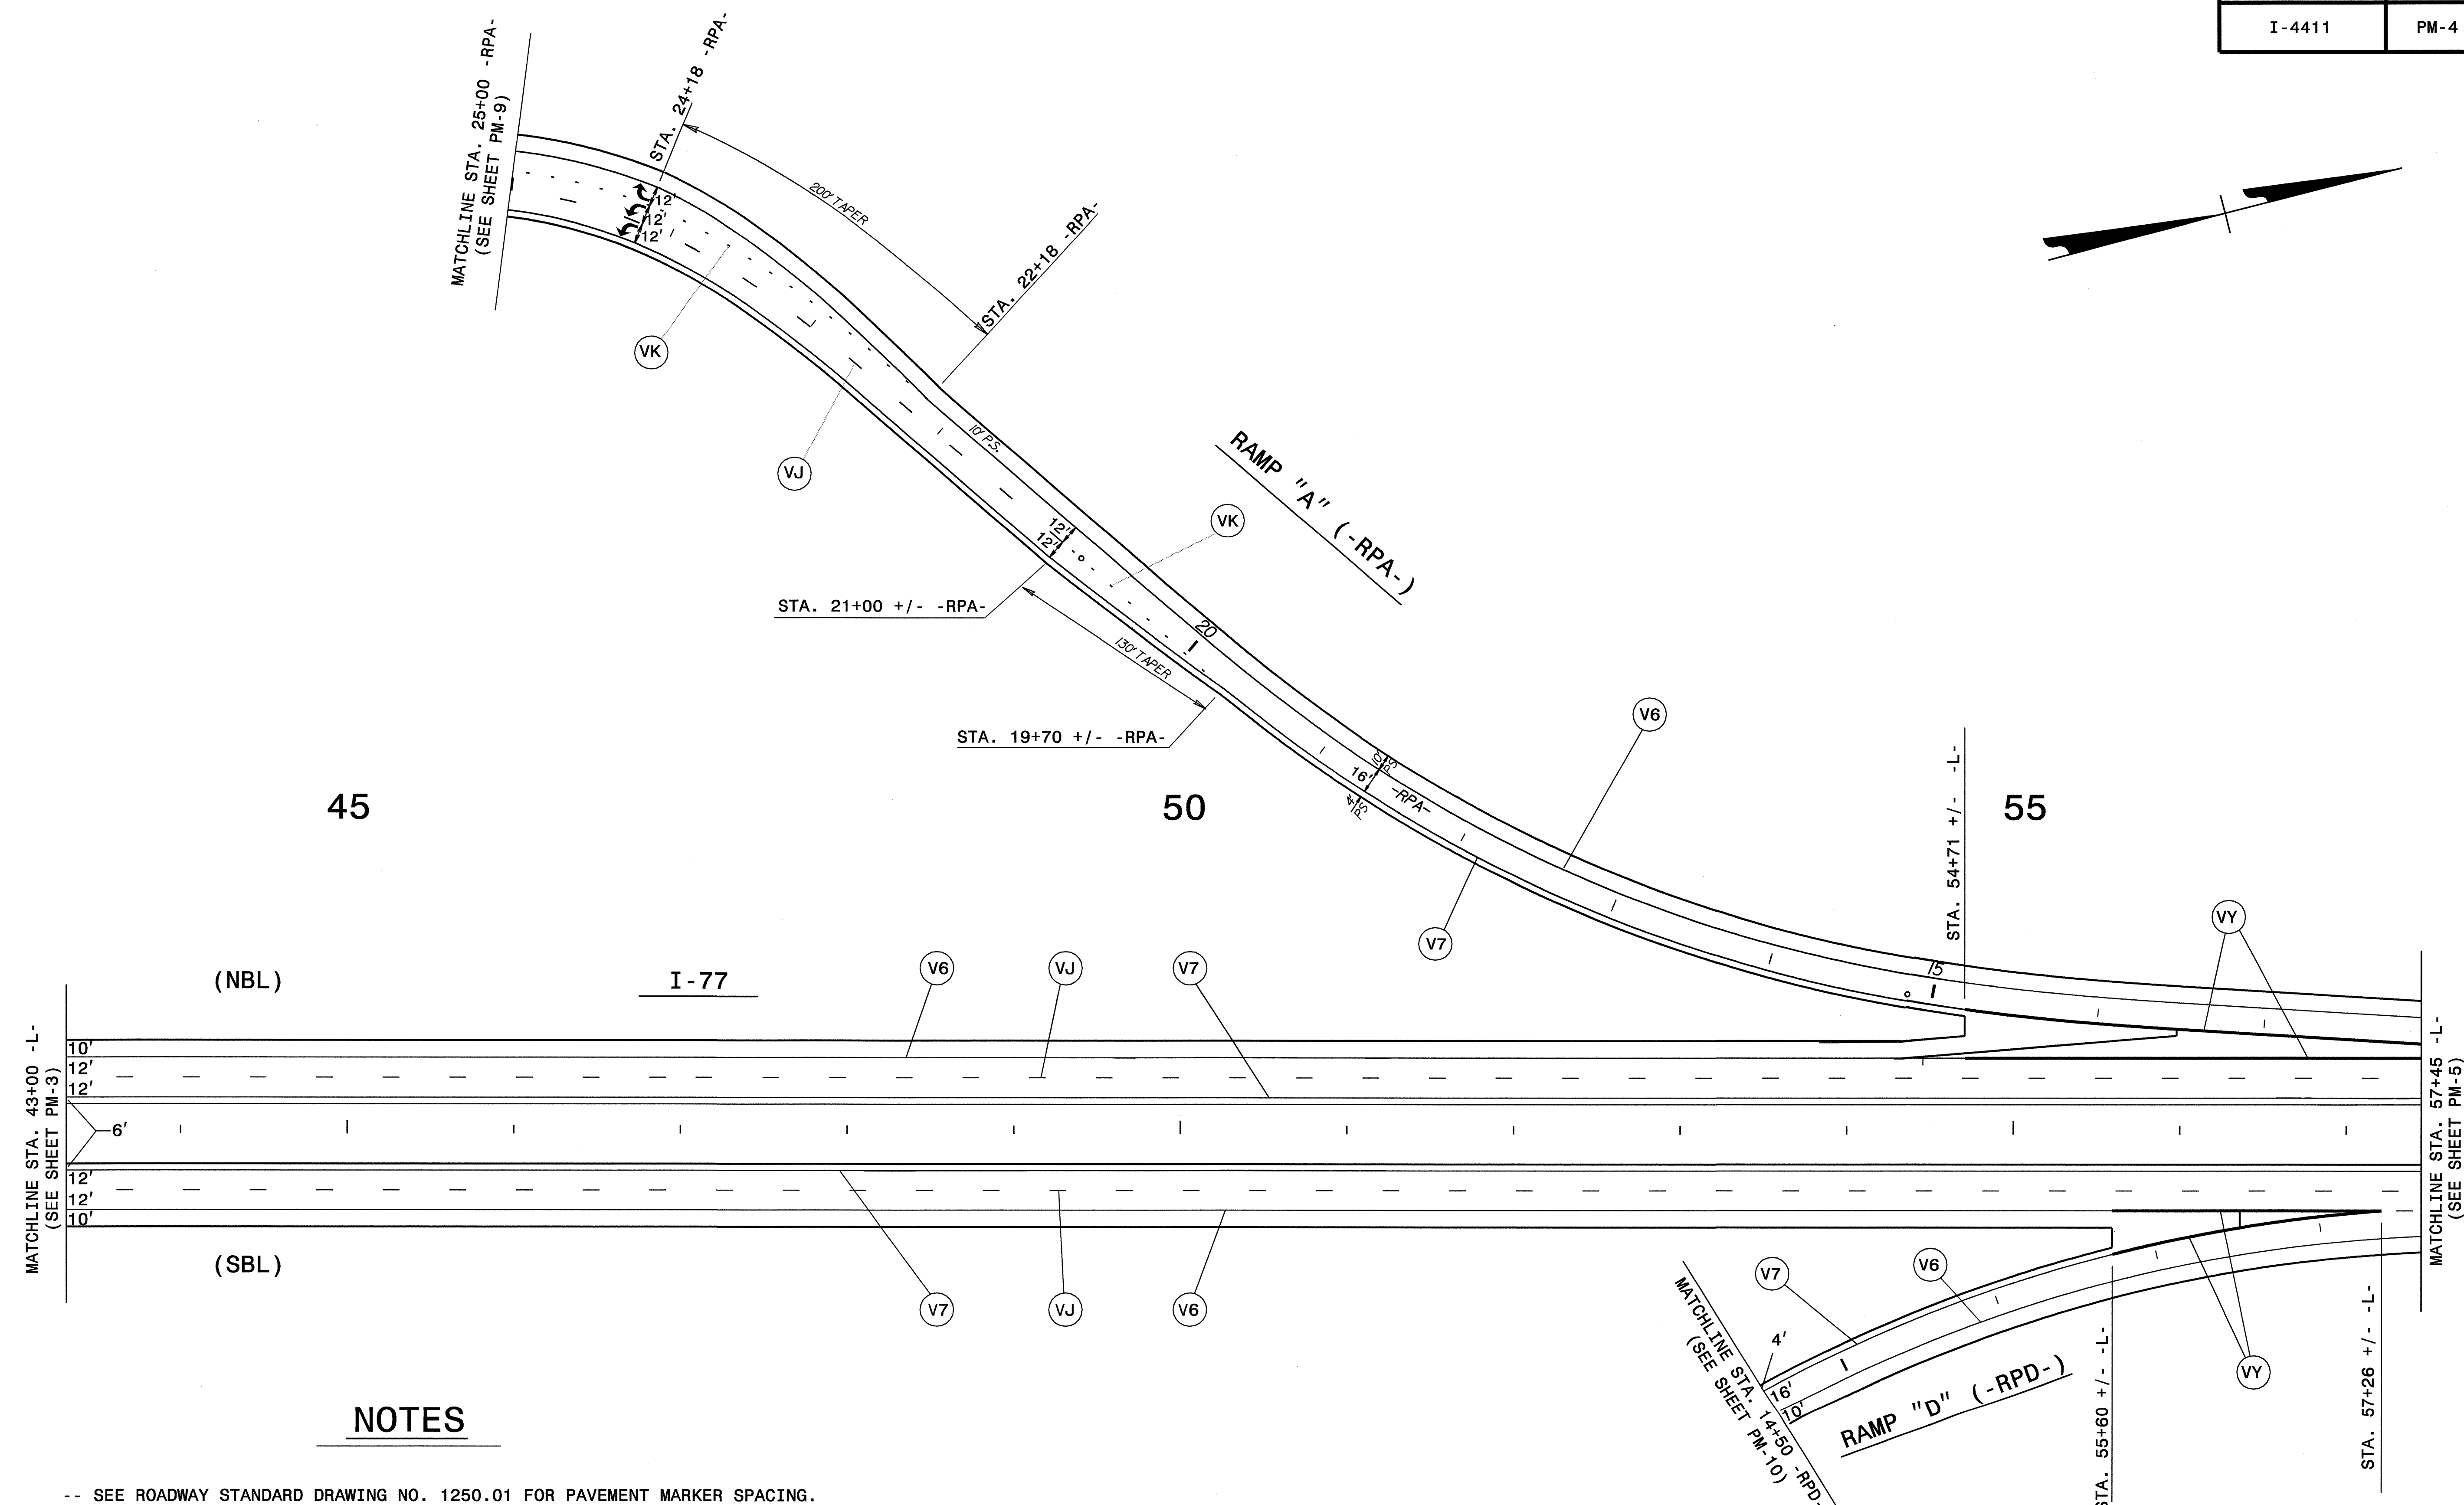 I-4411
PM-4
MATCHLINE STA. 25+00 -RPA-
(SEE SHEET PM-9)
STA. 24+18 -RPA-
200' TAPER
STA. 22+18 -RPA-
12'
12'
12'
VK
VJ
10' P.S.
RAMP "A" (-RPA-)
VK
12'
12'
STA. 21+00 +/- -RPA-
20
130' TAPER
STA. 19+70 +/- -RPA-
V6
10'
PS
16'
-RPA-
4'
PS
45
50
55
STA. 54+71 +/- -L-
V7
VY
15
(NBL)
I-77
V6
VJ
V7
MATCHLINE STA. 43+00 -L-
(SEE SHEET PM-3)
10'
12'
12'
6'
12'
12'
10'
MATCHLINE STA. 57+45 -L-
(SEE SHEET PM-5)
(SBL)
V7
VJ
V6
V7
V6
VY
MATCHLINE STA. 14+50 -RPD-
(SEE SHEET PM-10)
4'
16'
10'
RAMP "D" (-RPD-)
STA. 55+60 +/- -L-
STA. 57+26 +/- -L-
NOTES
-- SEE ROADWAY STANDARD DRAWING NO. 1250.01 FOR PAVEMENT MARKER SPACING.